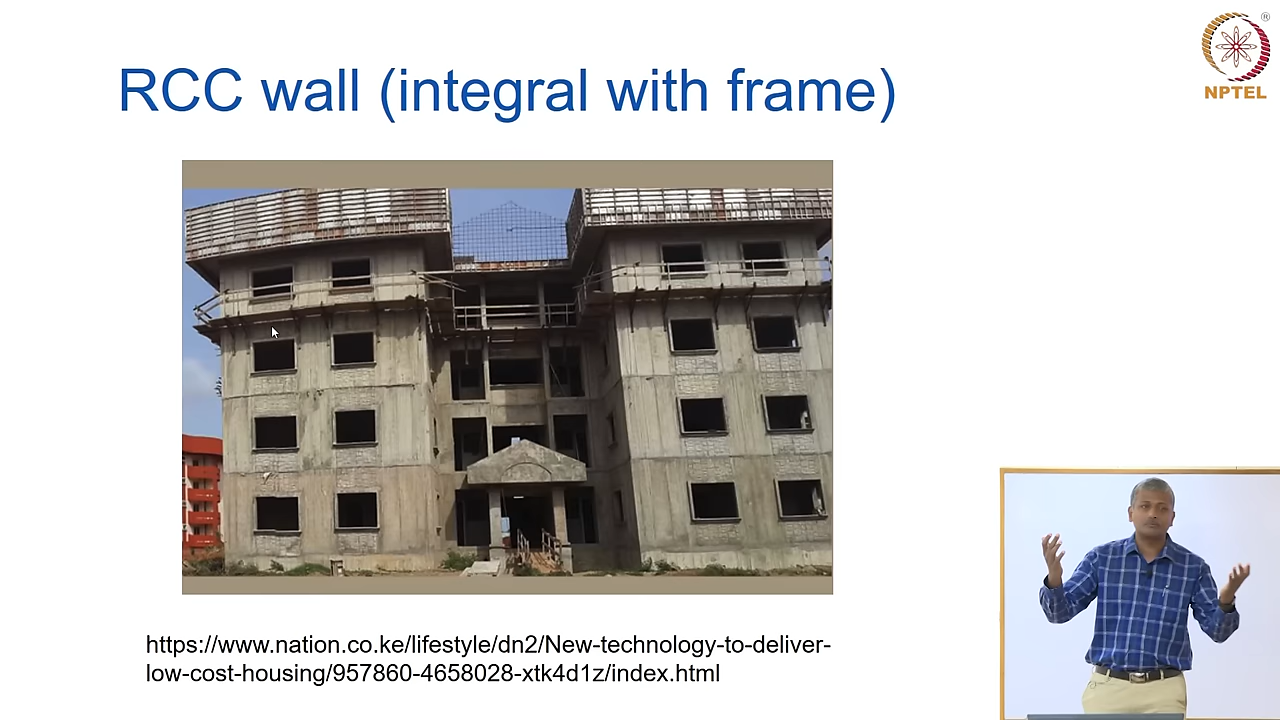 RCC wall (integral with frame)
®
NPTEL
https://www.nation.co.ke/lifestyle/dn2/New-technology-to-deliver-
low-cost-housing/957860-4658028-xtk4d1z/index.html